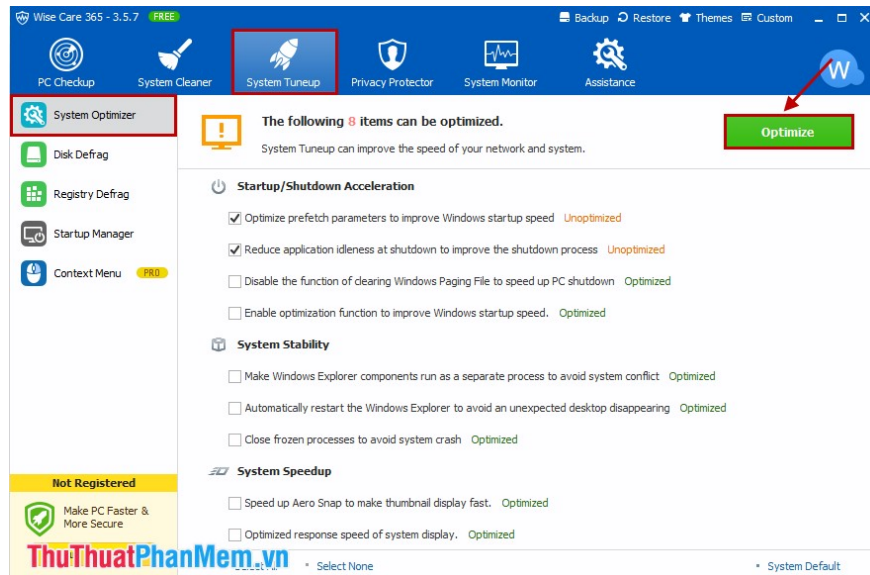 Wise Care 365 - 3.5.7 FREE Backup Restore Themes Custom
PC Checkup System Cleaner System Tuneup Privacy Protector System Monitor Assistance W
System Optimizer
Disk Defrag
Registry Defrag
Startup Manager
Context Menu PRO
The following 8 items can be optimized.
System Tuneup can improve the speed of your network and system.
Optimize
Startup/Shutdown Acceleration
Optimize prefetch parameters to improve Windows startup speed Unoptimized
Reduce application idleness at shutdown to improve the shutdown process Unoptimized
Disable the function of clearing Windows Paging File to speed up PC shutdown Optimized
Enable optimization function to improve Windows startup speed. Optimized
System Stability
Make Windows Explorer components run as a separate process to avoid system conflict Optimized
Automatically restart the Windows Explorer to avoid an unexpected desktop disappearing Optimized
Close frozen processes to avoid system crash Optimized
System Speedup
Speed up Aero Snap to make thumbnail display fast. Optimized
Optimized response speed of system display. Optimized
Not Registered
Make PC Faster &
More Secure
ThuThuatPhanMem.vn
Select All Select None System Default